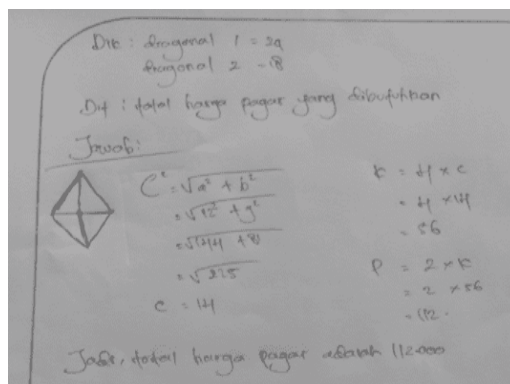 Dik : diagonal 1 = 24
diagonal 2 = 18
Dit : total harga pagar yang dibutuhkan
Jawab:
C² = √a² + b²
= √12² + 9²
= √144 + 81
= √225
C = 14
K = 4 × c
= 4 × 14
= 56
P = 2 × K
= 2 × 56
= 112.
Jadi, total harga pagar adalah 112.000